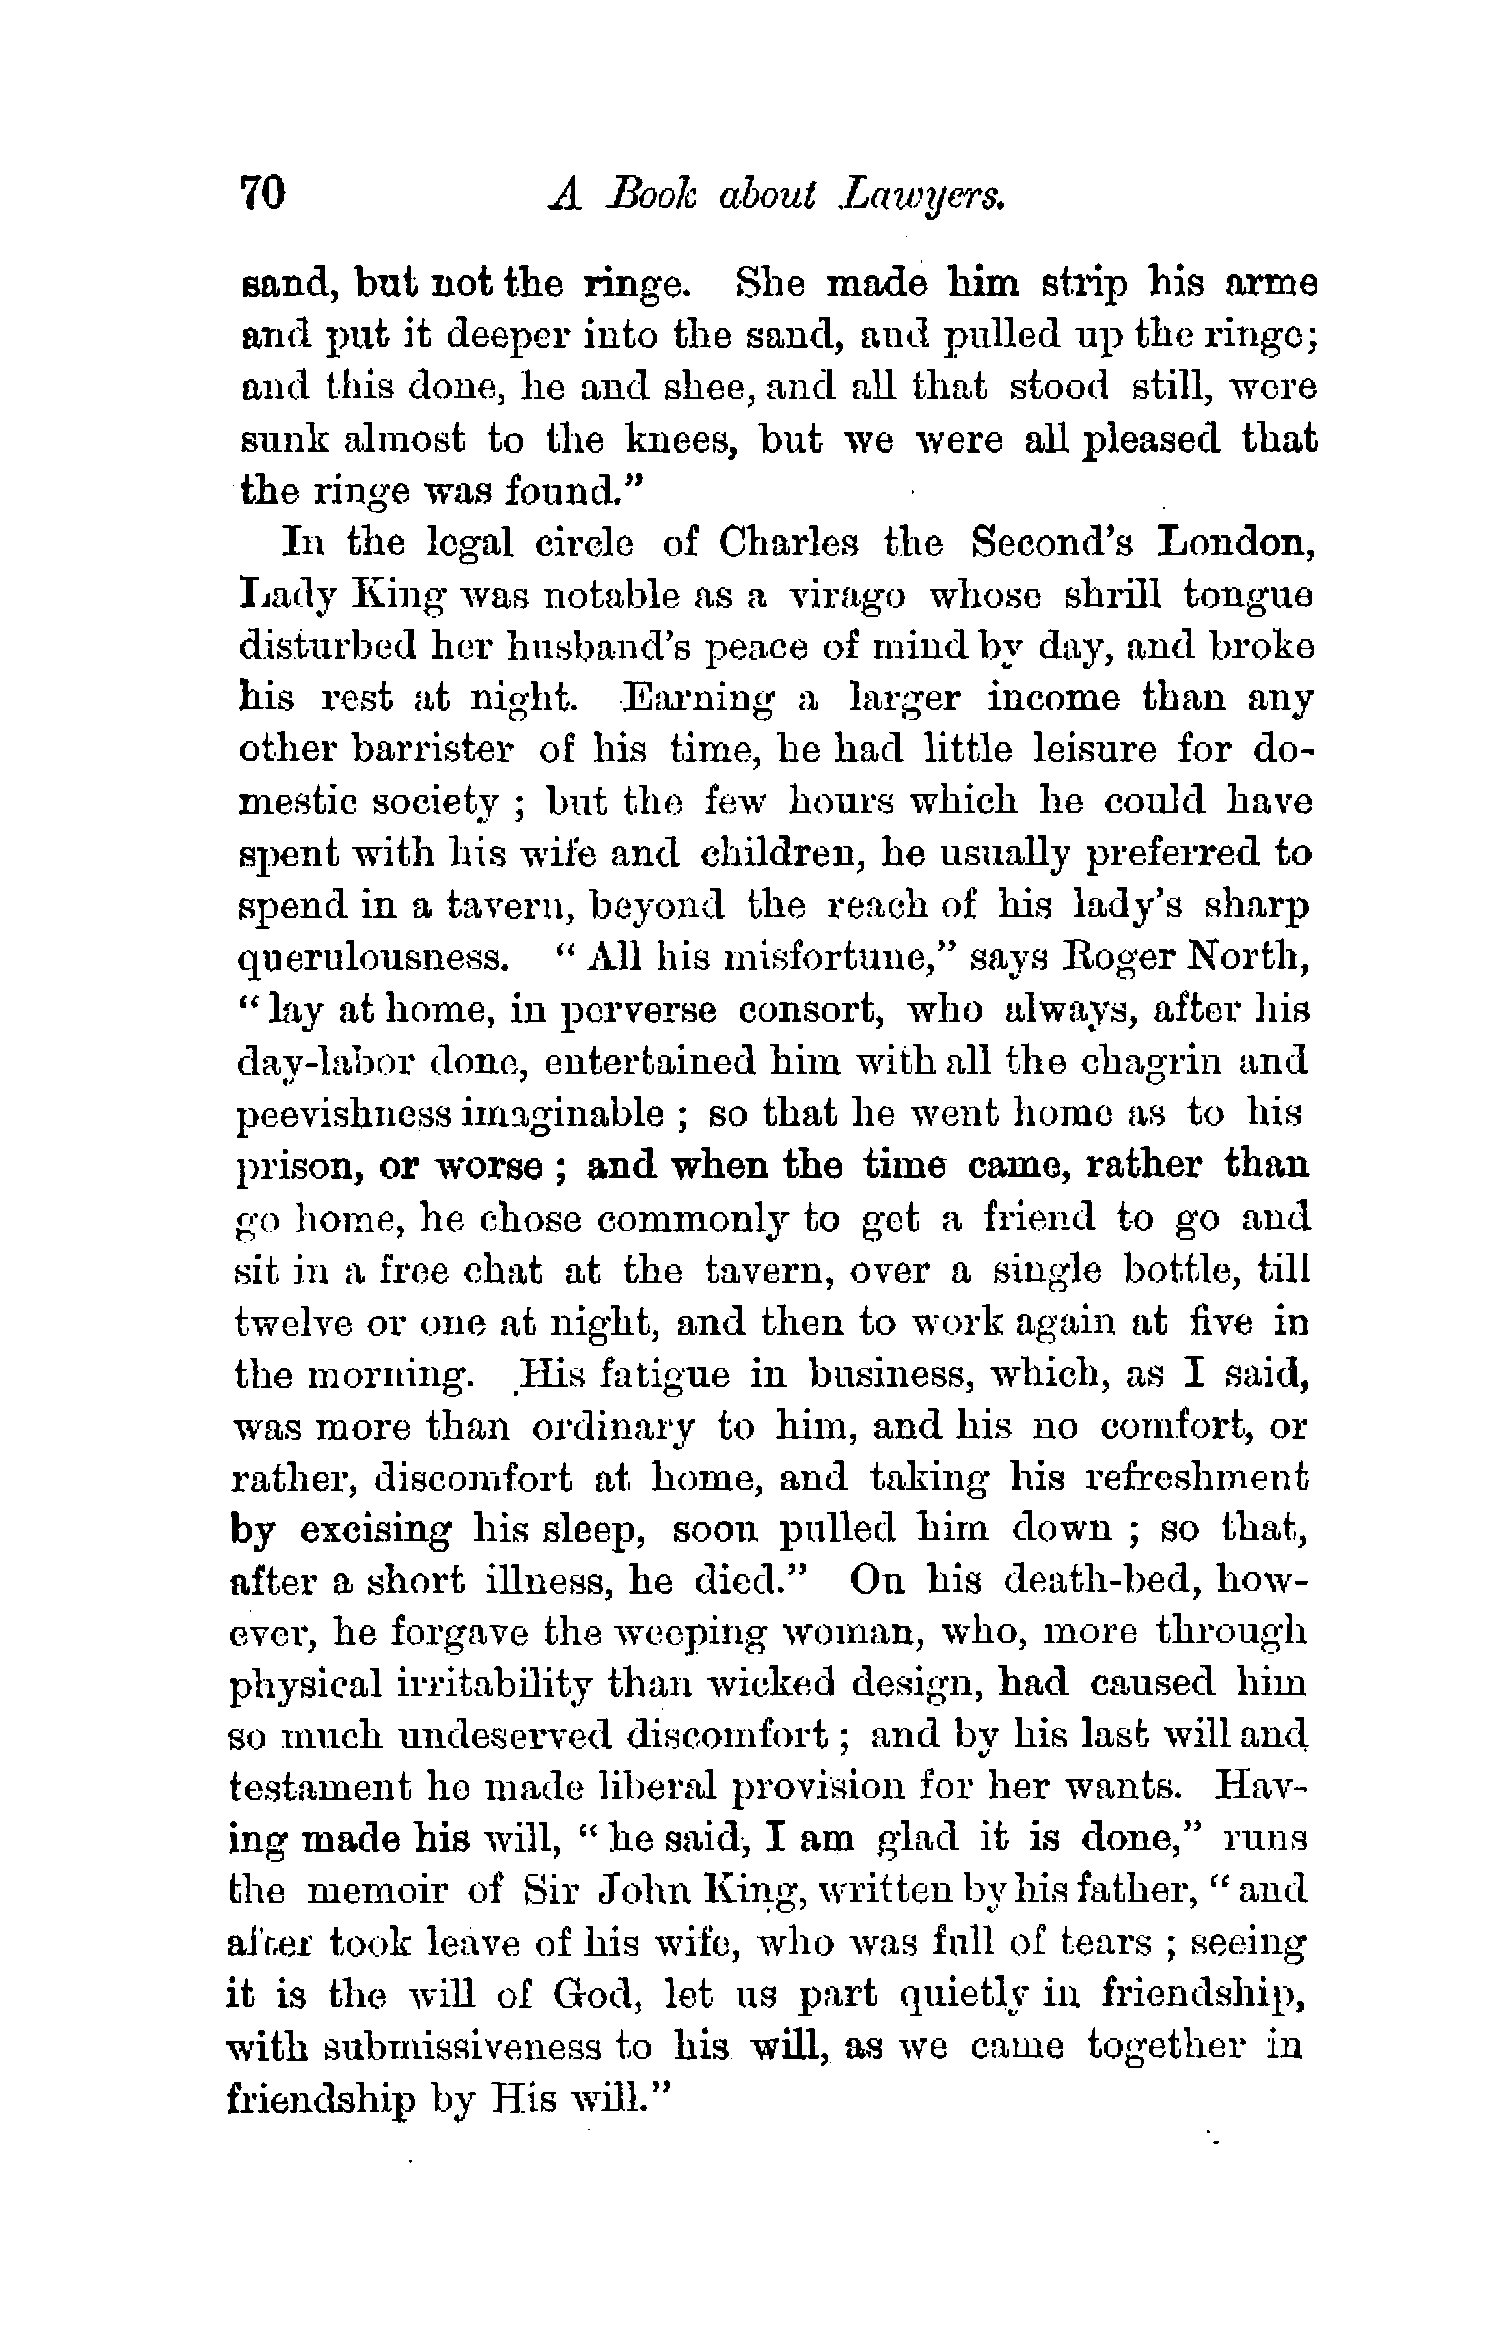 70 A Book about Lawyers.
sand, but not the ringe. She made him strip his arme
and put it deeper into the sand, and pulled up the ringe;
and this done, he and shee, and all that stood still, were
sunk almost to the knees, but we were all pleased that
the ringe was found."
In the legal circle of Charles the Second's London,
Lady King was notable as a virago whose shrill tongue
disturbed her husband's peace of mind by day, and broke
his rest at night. Earning a larger income than any
other barrister of his time, he had little leisure for do-
mestic society ; but the few hours which he could have
spent with his wife and children, he usually preferred to
spend in a tavern, beyond the reach of his lady's sharp
querulousness. " All his misfortune," says Roger North,
" lay at home, in perverse consort, who always, after his
day-labor done, entertained him with all the chagrin and
peevishness imaginable ; so that he went home as to his
prison, or worse ; and when the time came, rather than
go home, he chose commonly to get a friend to go and
sit in a free chat at the tavern, over a single bottle, till
twelve or one at night, and then to work again at five in
the morning. His fatigue in business, which, as I said,
was more than ordinary to him, and his no comfort, or
rather, discomfort at home, and taking his refreshment
by excising his sleep, soon pulled him down ; so that,
after a short illness, he died." On his death-bed, how-
ever, he forgave the weeping woman, who, more through
physical irritability than wicked design, had caused him
so much undeserved discomfort ; and by his last will and
testament he made liberal provision for her wants. Hav-
ing made his will, " he said, I am glad it is done," runs
the memoir of Sir John King, written by his father, " and
after took leave of his wife, who was full of tears ; seeing
it is the will of God, let us part quietly in friendship,
with submissiveness to his will, as we came together in
friendship by His will."